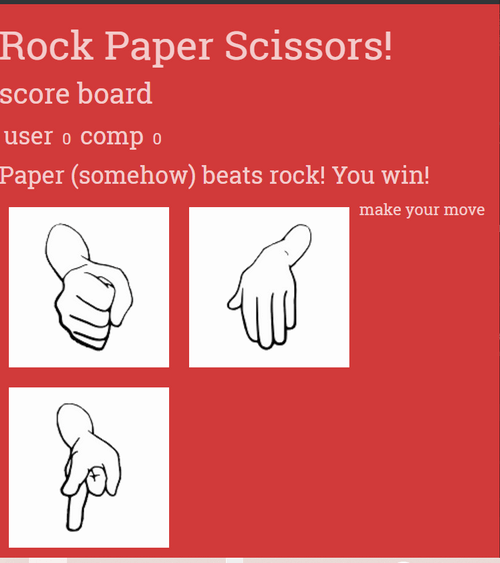 Rock Paper Scissors!
score board
user 0 comp 0
Paper (somehow) beats rock! You win!
make your move